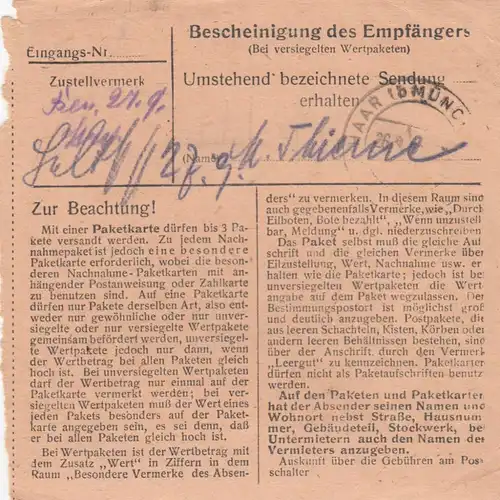 Bescheinigung des Empfängers
(Bei versiegelten Wertpaketen)
Eingangs-Nr.
Zustellvermerk
Umstehend bezeichnete Sendung
erhalten
27. 9.
HAAR (b MÜNC
(Name)
27. 9. M. Thieme
Zur Beachtung!
Mit einer Paketkarte dürfen bis 3 Pa-
kete versandt werden. Zu jedem Nach-
nahmepaket ist jedoch eine besondere
Paketkarte erforderlich, wobei die beson-
deren Nachnahme-Paketkarten mit an-
hängender Postanweisung oder Zahlkarte
zu benutzen sind. Auf eine Paketkarte
dürfen nur Pakete derselben Art, also ent-
weder nur gewöhnliche oder nur unver-
siegelte oder nur versiegelte Wertpakete
gemeinsam befördert werden, unversiegel-
te Wertpakete jedoch nur dann, wenn
der Wertbetrag bei allen Paketen gleich
hoch ist. Bei unversiegelten Wertpaketen
darf der Wertbetrag nur einmal auf der
Paketkarte vermerkt werden; bei ver-
siegelten Wertpaketen muß der Wert eines
jeden Pakets besonders auf der Paket-
karte angegeben sein, es sei denn, daß
er bei allen Paketen gleich hoch ist.
Bei Wertpaketen ist der Wertbetrag mit
dem Zusatz „Wert" in Ziffern in dem
Raum „Besondere Vermerke des Absen-
ders" zu vermerken. In diesem Raum sind
auch gegebenenfalls Vermerke, wie „Durch
Eilboten, Bote bezahlt", „Wenn unzustell
bar, Meldung" u. dgl. niederzuschreiben
Das Paket selbst muß die gleiche Auf
schrift und die gleichen Vermerke über
Eilzustellung, Wert, Nachnahme usw. er
halten wie die Paketkarte; jedoch ist be
unversiegelten Wertpaketen die Wert
angabe auf dem Paket wegzulassen. Der
Bestimmungspostort ist möglichst groß
und deutlich anzugeben. Postpakete, die
aus leeren Schachteln, Kisten, Körben oder
andern leeren Behältnissen bestehen, sind
über der Anschrift durch den Vermerk
„Leergut" zu kennzeichnen. Paketkarten
dürfen nicht als Paketaufschriften benutz
werden.
Auf den Paketen und Paketkarten
hat der Absender seinen Namen und
Wohnort nebst Straße, Hausnum
mer, Gebäudeteil, Stockwerk, bei
Untermietern auch den Namen des
Vermieters anzugeben.
Auskunft über die Gebühren am Post
schalter